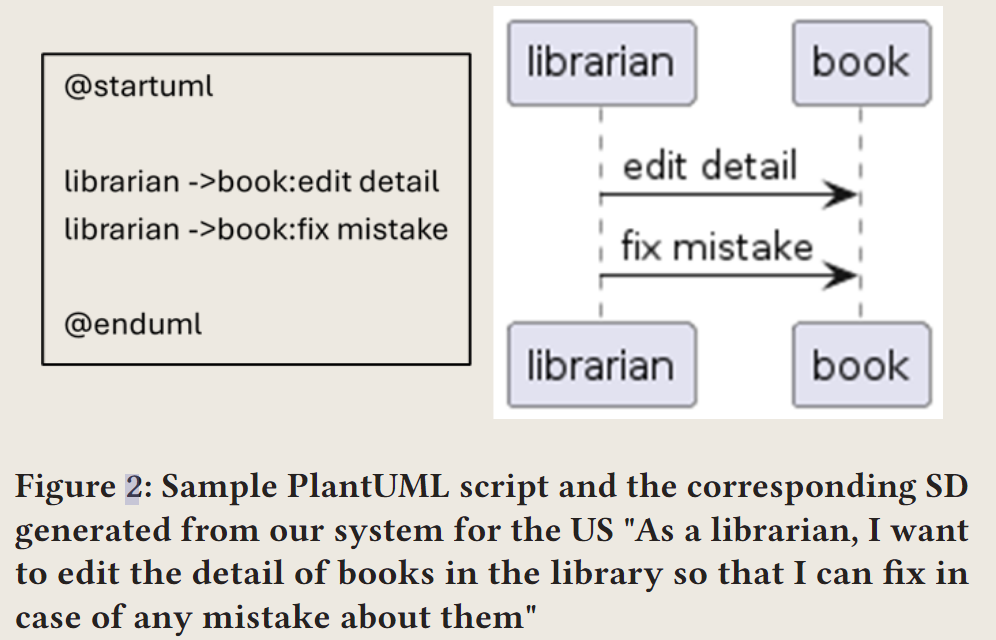 @startuml
librarian ->book:edit detail
librarian ->book:fix mistake
@enduml
librarian book
edit detail
fix mistake
librarian book
Figure 2: Sample PlantUML script and the corresponding SD
generated from our system for the US "As a librarian, I want
to edit the detail of books in the library so that I can fix in
case of any mistake about them"